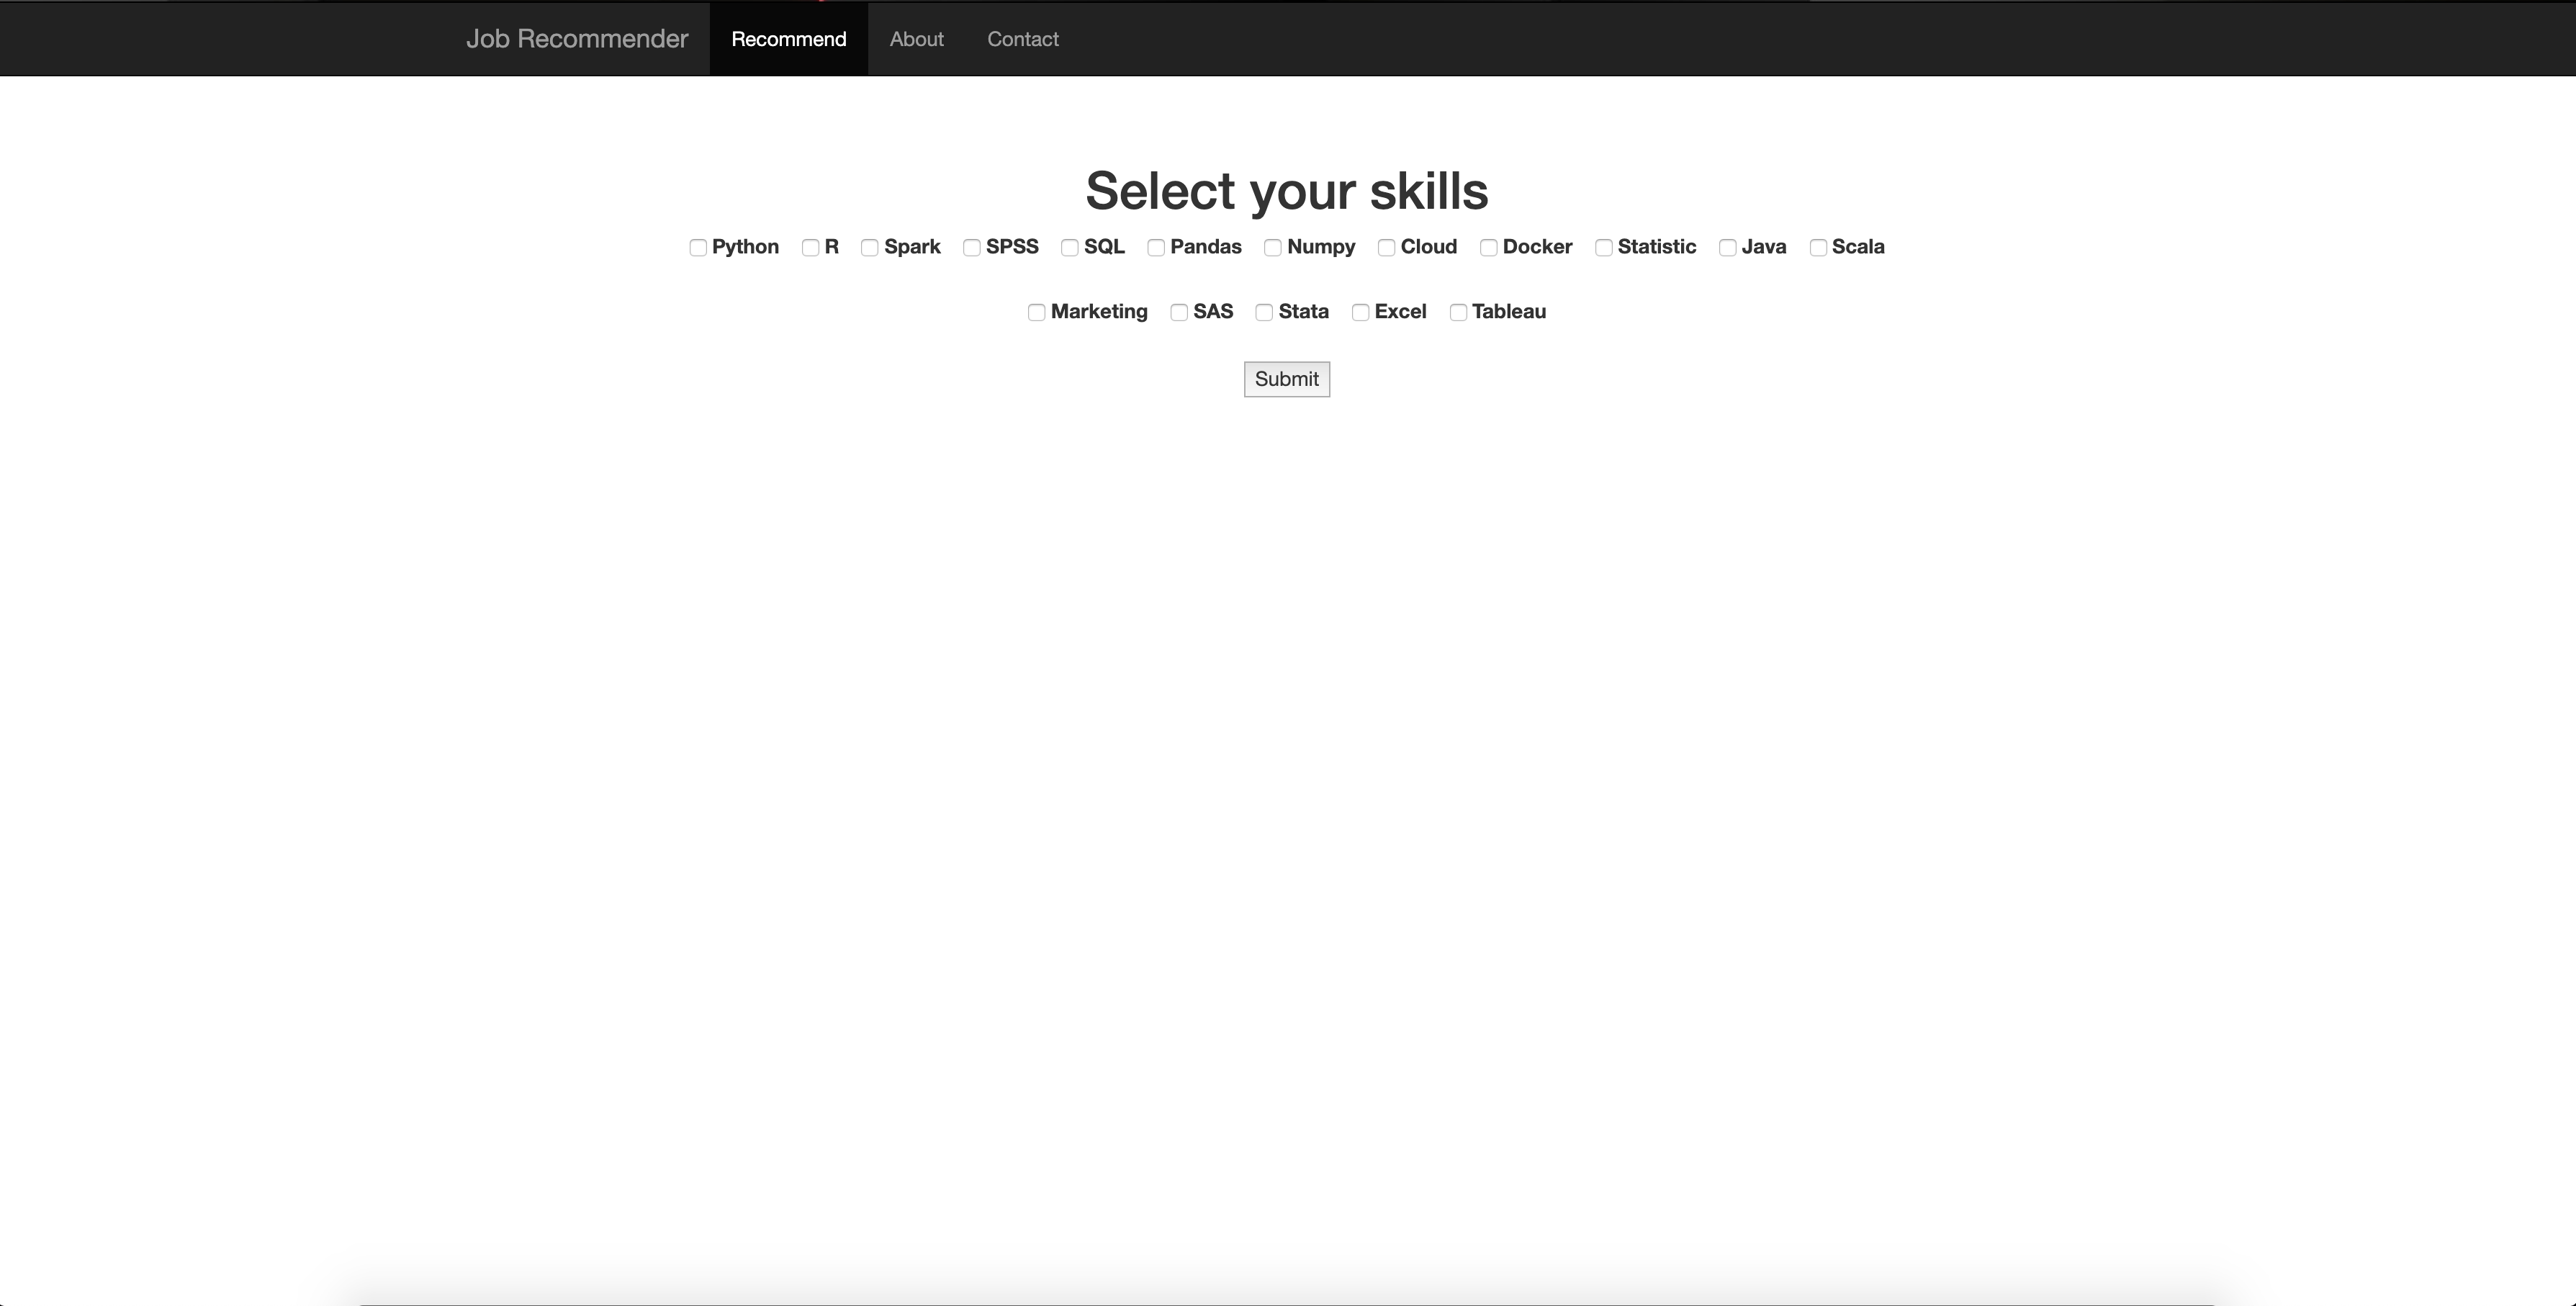 Job Recommender Recommend About Contact
Select your skills
Python R Spark SPSS SQL Pandas Numpy Cloud Docker Statistic Java Scala
Marketing SAS Stata Excel Tableau
Submit